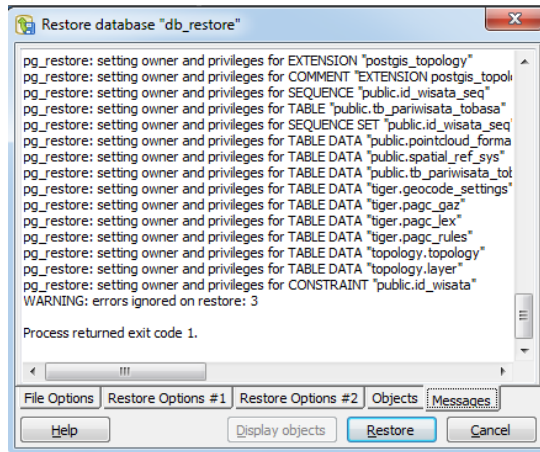 Restore database "db_restore"
pg_restore: setting owner and privileges for EXTENSION "postgis_topology"
pg_restore: setting owner and privileges for COMMENT "EXTENSION postgis_topol
pg_restore: setting owner and privileges for SEQUENCE "public.id_wisata_seq"
pg_restore: setting owner and privileges for TABLE "public.tb_pariwisata_tobasa"
pg_restore: setting owner and privileges for SEQUENCE SET "public.id_wisata_seq"
pg_restore: setting owner and privileges for TABLE DATA "public.pointcloud_forma
pg_restore: setting owner and privileges for TABLE DATA "public.spatial_ref_sys"
pg_restore: setting owner and privileges for TABLE DATA "public.tb_pariwisata_tob
pg_restore: setting owner and privileges for TABLE DATA "tiger.geocode_settings"
pg_restore: setting owner and privileges for TABLE DATA "tiger.pagc_gaz"
pg_restore: setting owner and privileges for TABLE DATA "tiger.pagc_lex"
pg_restore: setting owner and privileges for TABLE DATA "tiger.pagc_rules"
pg_restore: setting owner and privileges for TABLE DATA "topology.topology"
pg_restore: setting owner and privileges for TABLE DATA "topology.layer"
pg_restore: setting owner and privileges for CONSTRAINT "public.id_wisata"
WARNING: errors ignored on restore: 3
Process returned exit code 1.
File Options Restore Options #1 Restore Options #2 Objects Messages
Help Display objects Restore Cancel